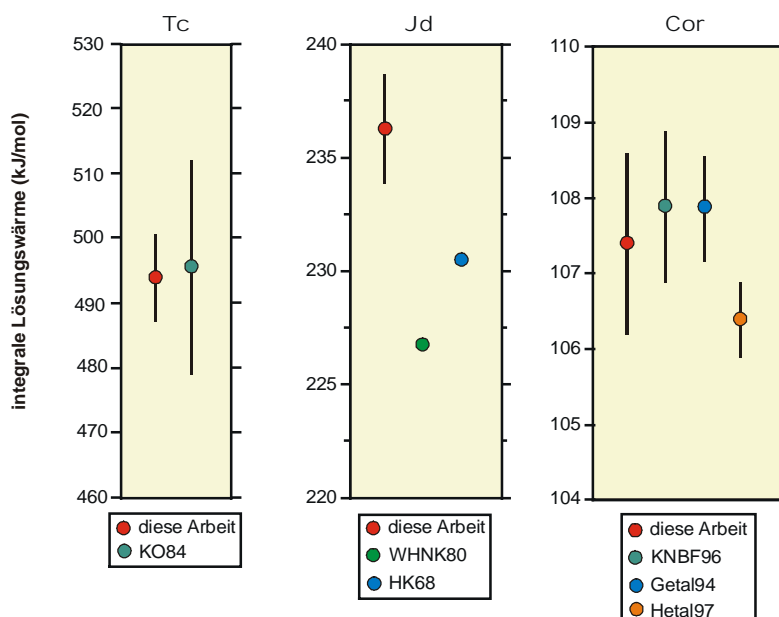 Tc
Jd
Cor
integrale Lösungswärme (kJ/mol)
530
520
510
500
490
480
470
460
240
235
230
225
220
110
109
108
107
106
105
104
diese Arbeit
KO84
diese Arbeit
WHNK80
HK68
diese Arbeit
KNBF96
Getal94
Hetal97